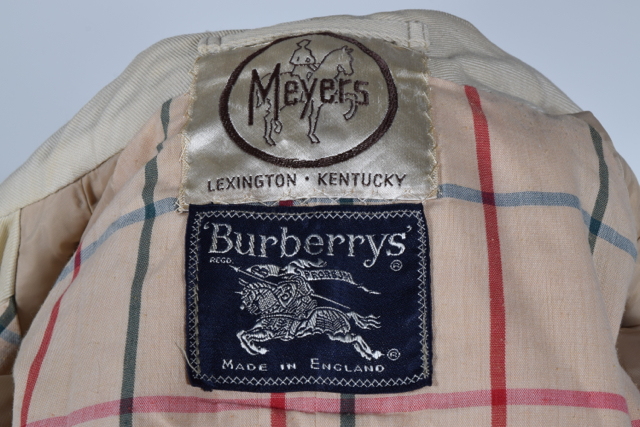 Meyers
LEXINGTON · KENTUCKY
'Burberrys'
REGD. ®
PRORSUM
®
MADE IN ENGLAND